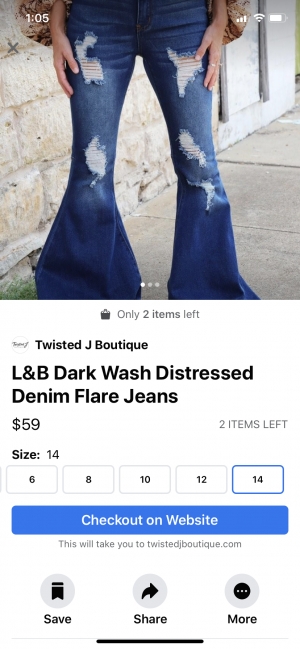 1:05
Only 2 items left
Twisted J Boutique
L&B Dark Wash Distressed
Denim Flare Jeans
$59
2 ITEMS LEFT
Size: 14
6 8 10 12 14
Checkout on Website
This will take you to twistedjboutique.com
Save Share More